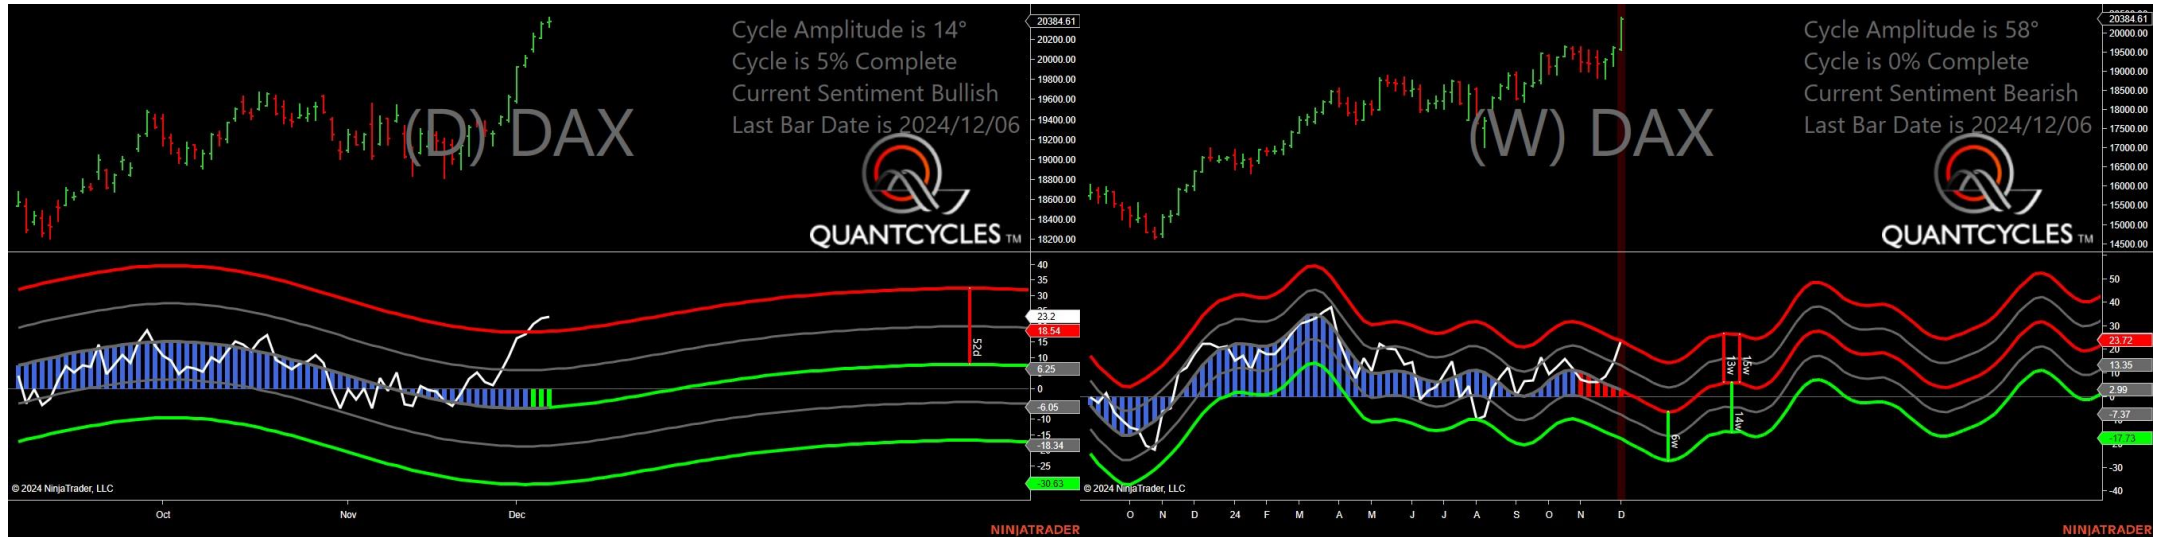 Cycle Amplitude is 14°
Cycle is 5% Complete
Current Sentiment Bullish
Last Bar Date is 2024/12/06
(D) DAX
QUANTCYCLES TM
20384.61
20200.00
20000.00
19800.00
19600.00
19400.00
19200.00
19000.00
18800.00
18600.00
18400.00
18200.00
40
35
30
23.2
18.54
15
10
6.25
0
-6.05
-10
-15
-18.34
-25
-30.63
52d
© 2024 NinjaTrader, LLC
Oct Nov Dec
NINJATRADER
Cycle Amplitude is 58°
Cycle is 0% Complete
Current Sentiment Bearish
Last Bar Date is 2024/12/06
(W) DAX
QUANTCYCLES TM
20384.61
20000.00
19500.00
19000.00
18500.00
18000.00
17500.00
17000.00
16500.00
16000.00
15500.00
15000.00
14500.00
50
40
30
23.72
20
13.35
10
2.99
0
-7.37
-17.73
-30
-40
6w
13w
15w
14w
© 2024 NinjaTrader, LLC
O N D 24 F M A M J J A S O N D
NINJATRADER